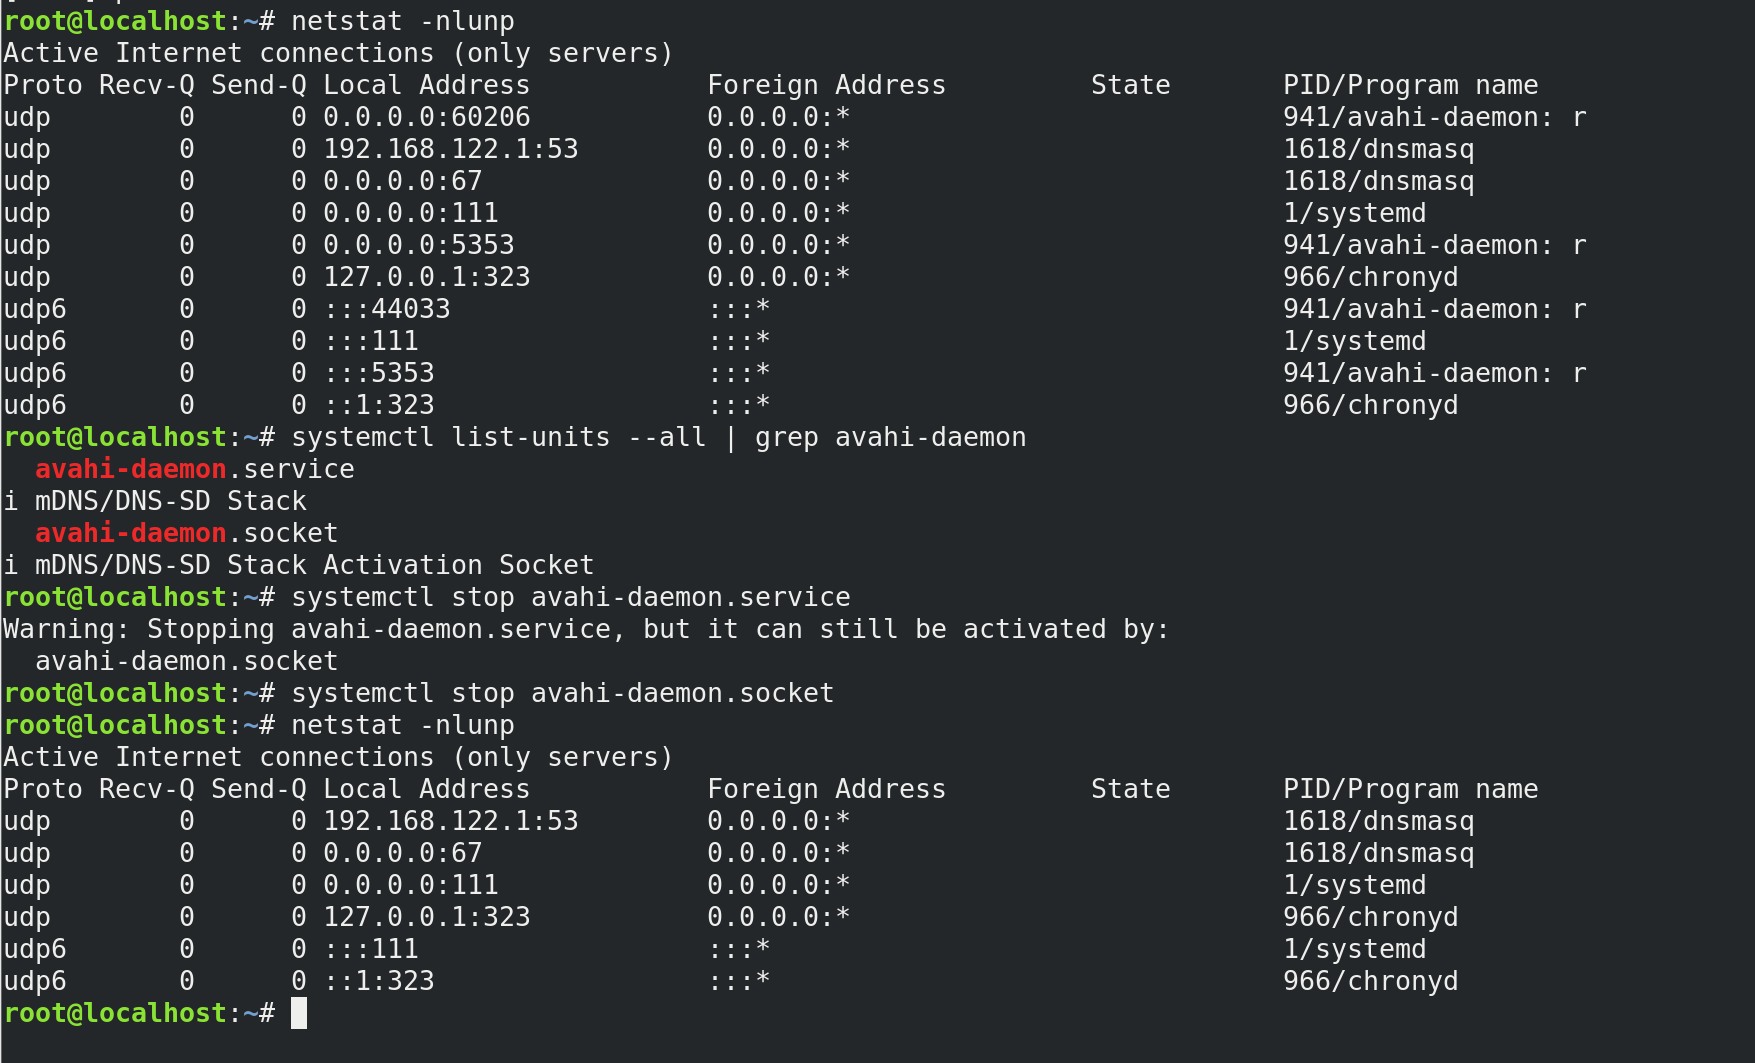 root@localhost:~# netstat -nlunp
Active Internet connections (only servers)
Proto Recv-Q Send-Q Local Address           Foreign Address         State       PID/Program name
udp        0      0 0.0.0.0:60206           0.0.0.0:*                           941/avahi-daemon: r
udp        0      0 192.168.122.1:53        0.0.0.0:*                           1618/dnsmasq
udp        0      0 0.0.0.0:67              0.0.0.0:*                           1618/dnsmasq
udp        0      0 0.0.0.0:111             0.0.0.0:*                           1/systemd
udp        0      0 0.0.0.0:5353            0.0.0.0:*                           941/avahi-daemon: r
udp        0      0 127.0.0.1:323           0.0.0.0:*                           966/chronyd
udp6       0      0 :::44033                :::*                                941/avahi-daemon: r
udp6       0      0 :::111                  :::*                                1/systemd
udp6       0      0 :::5353                 :::*                                941/avahi-daemon: r
udp6       0      0 ::1:323                 :::*                                966/chronyd
root@localhost:~# systemctl list-units --all | grep avahi-daemon
  avahi-daemon.service
i mDNS/DNS-SD Stack
  avahi-daemon.socket
i mDNS/DNS-SD Stack Activation Socket
root@localhost:~# systemctl stop avahi-daemon.service
Warning: Stopping avahi-daemon.service, but it can still be activated by:
  avahi-daemon.socket
root@localhost:~# systemctl stop avahi-daemon.socket
root@localhost:~# netstat -nlunp
Active Internet connections (only servers)
Proto Recv-Q Send-Q Local Address           Foreign Address         State       PID/Program name
udp        0      0 192.168.122.1:53        0.0.0.0:*                           1618/dnsmasq
udp        0      0 0.0.0.0:67              0.0.0.0:*                           1618/dnsmasq
udp        0      0 0.0.0.0:111             0.0.0.0:*                           1/systemd
udp        0      0 127.0.0.1:323           0.0.0.0:*                           966/chronyd
udp6       0      0 :::111                  :::*                                1/systemd
udp6       0      0 ::1:323                 :::*                                966/chronyd
root@localhost:~#